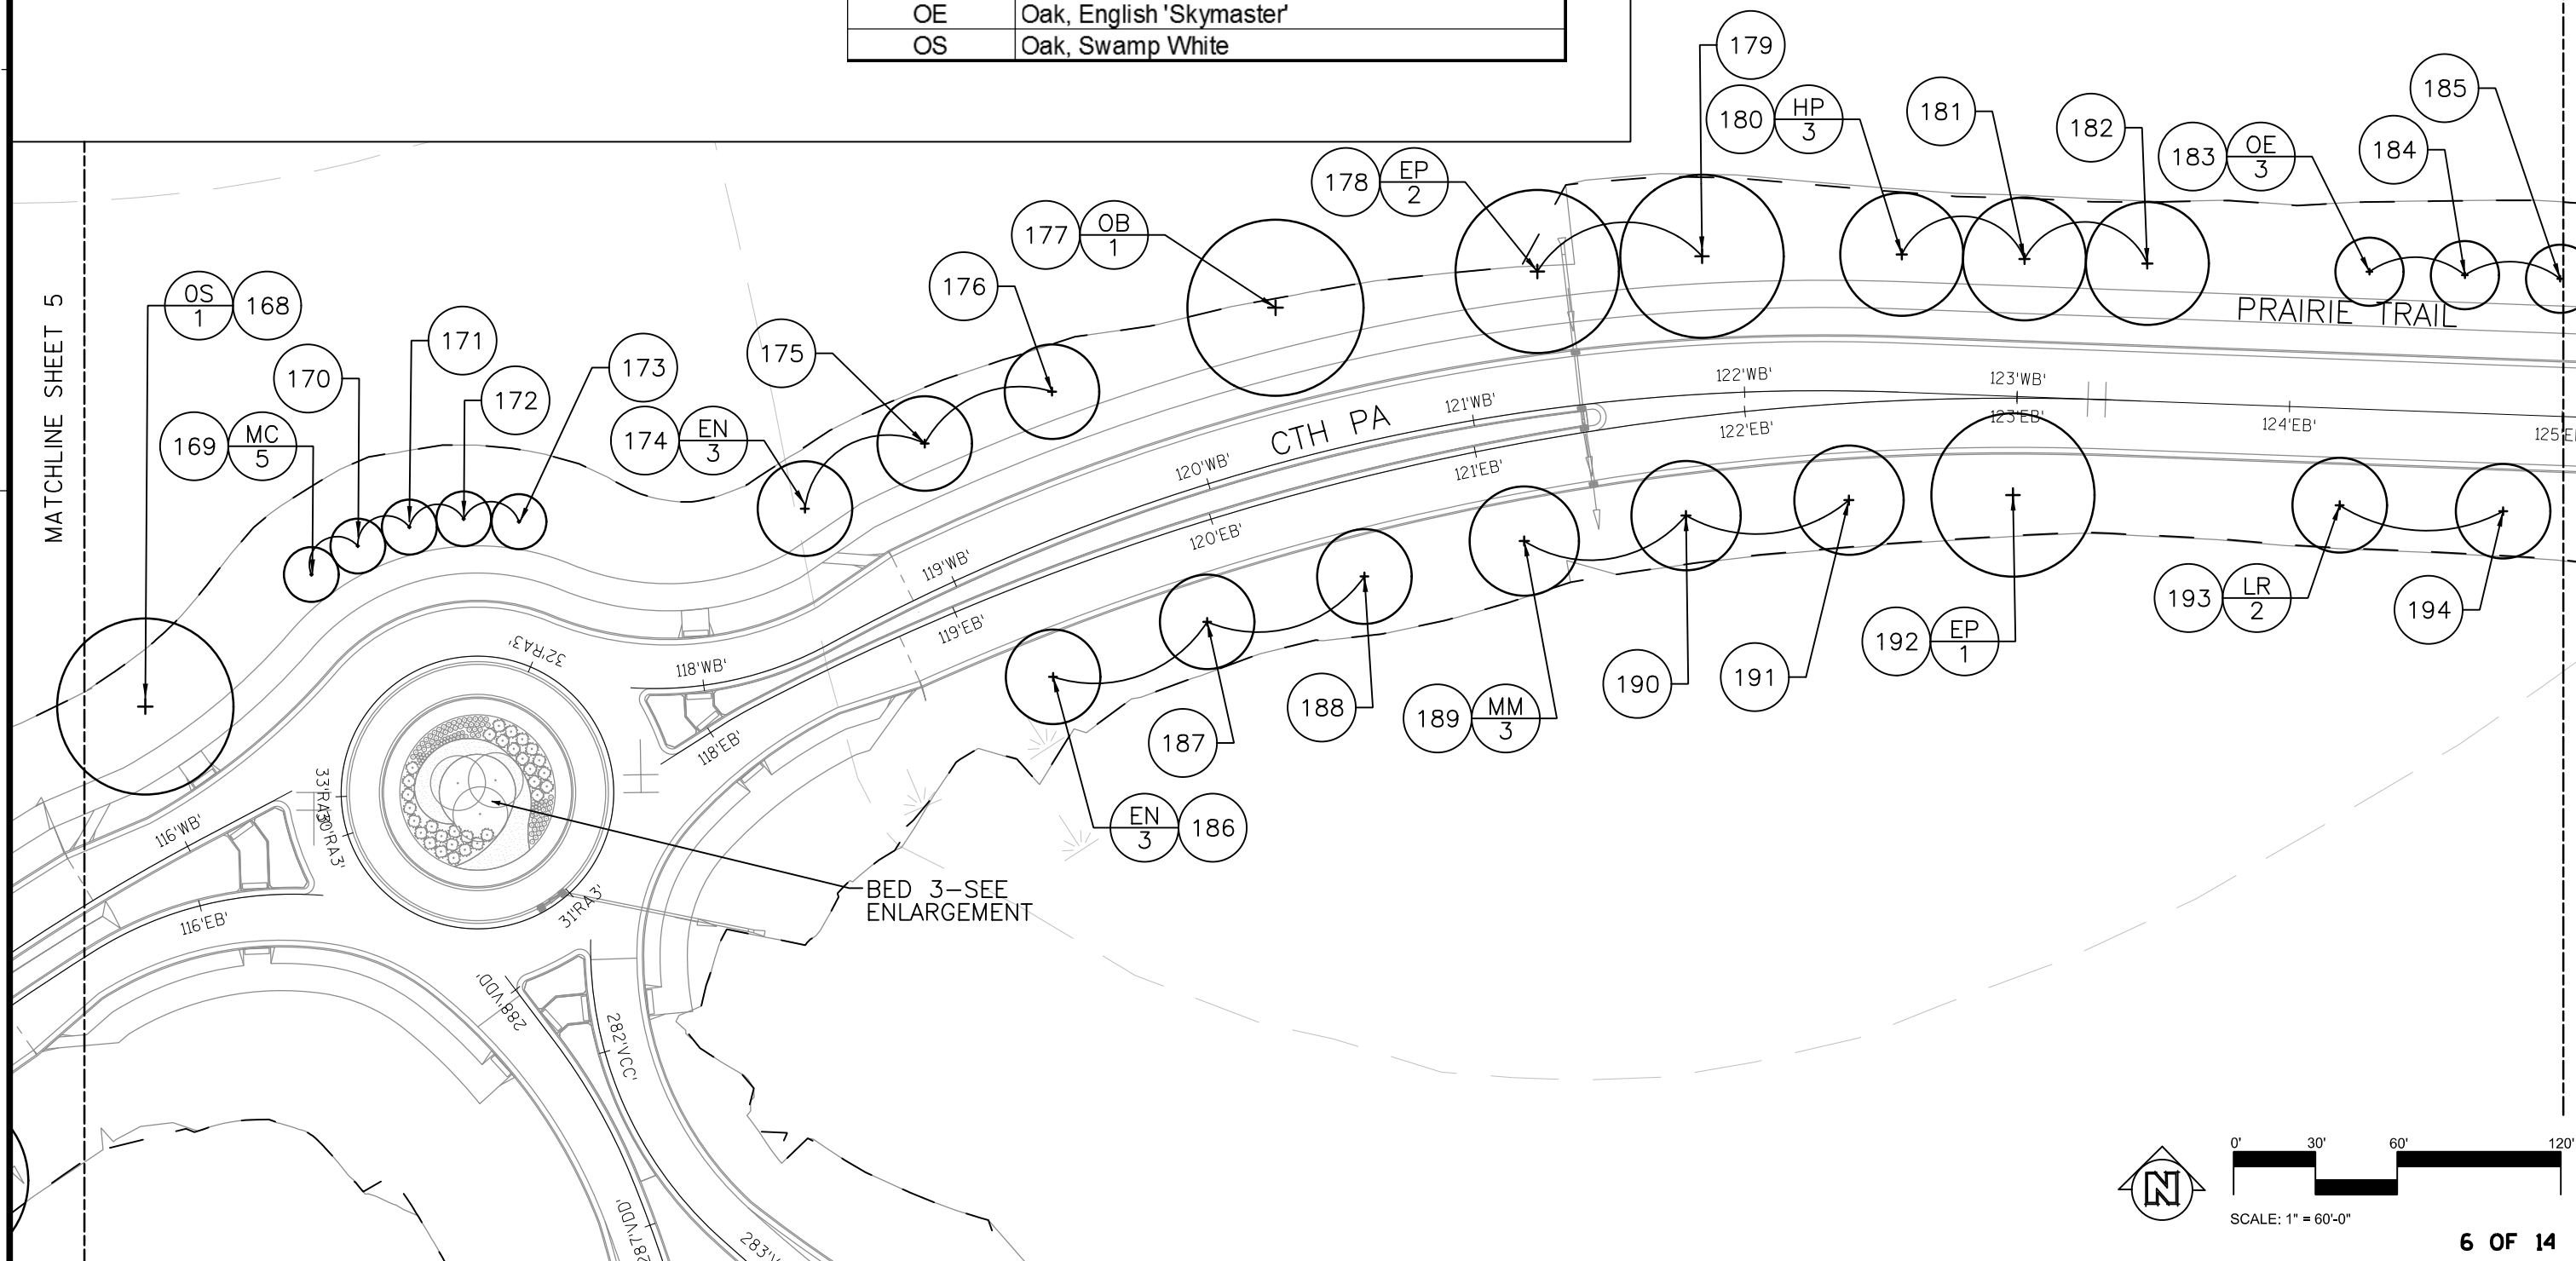 OE Oak, English 'Skymaster'
OS Oak, Swamp White
179
185
180 HP 3
181
182
183 OE 3
184
178 EP 2
177 OB 1
176
OS 1 168
MATCHLINE SHEET 5
PRAIRIE TRAIL
171
175
173
170
172
169 MC 5
174 EN 3
122'WB'
123'WB'
121'WB'
CTH PA
122'EB'
123'EB'
124'EB'
120'WB'
121'EB'
120'EB'
119'WB'
119'EB'
193 LR 2
194
192 EP 1
32'RA3'
118'WB'
190
191
188
189 MM 3
187
118'EB'
33'RA3'
30'RA3'
116'WB'
EN 3 186
BED 3-SEE
ENLARGEMENT
31'RA3'
116'EB'
288'VDD'
282'VCC'
287'VDD'
N
0' 30' 60' 120'
SCALE: 1" = 60'-0"
6 OF 14